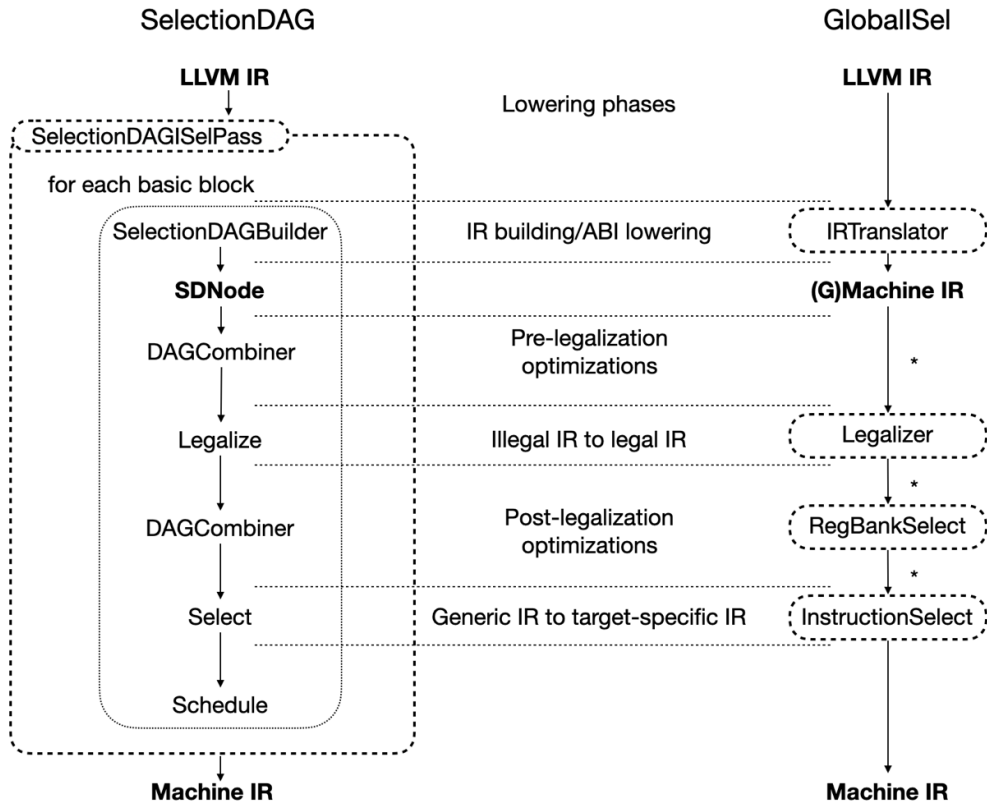 SelectionDAG
GlobalISel
LLVM IR
LLVM IR
Lowering phases
SelectionDAGISelPass
for each basic block
SelectionDAGBuilder
IR building/ABI lowering
IRTranslator
SDNode
(G)Machine IR
DAGCombiner
Pre-legalization
optimizations
*
Legalize
Illegal IR to legal IR
Legalizer
*
DAGCombiner
Post-legalization
optimizations
RegBankSelect
*
Select
Generic IR to target-specific IR
InstructionSelect
Schedule
Machine IR
Machine IR